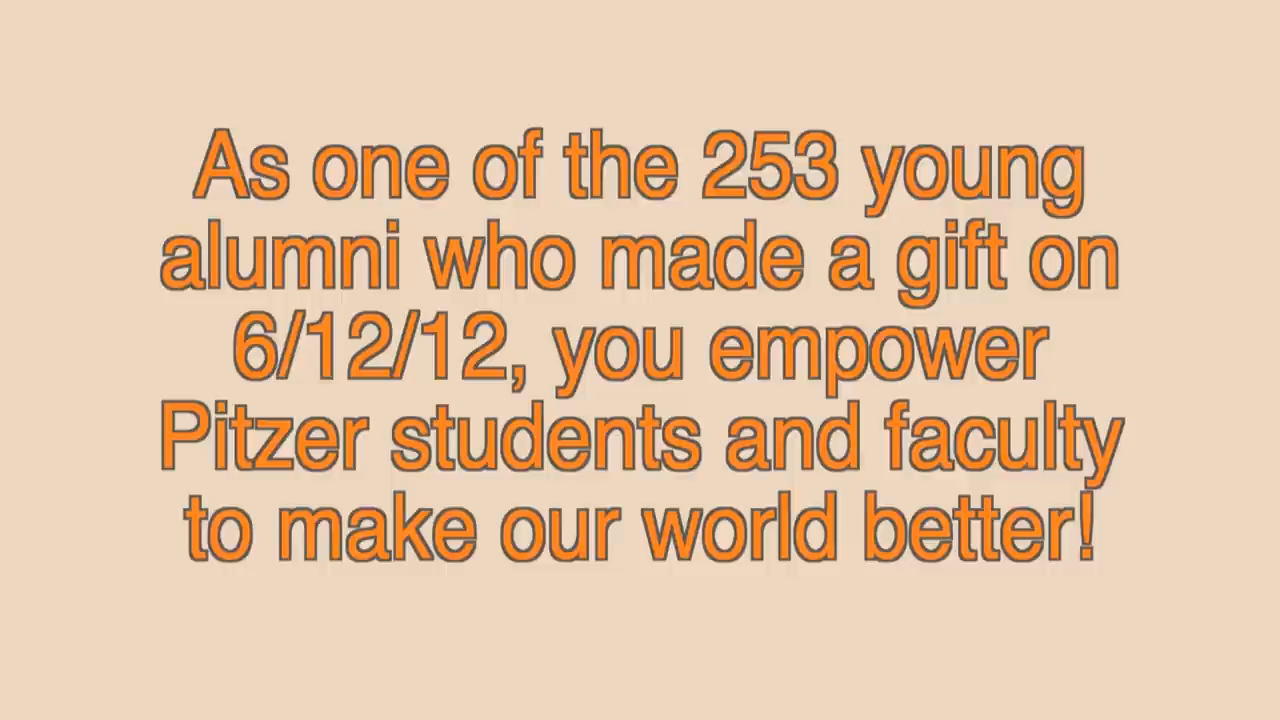 As one of the 253 young
alumni who made a gift on
6/12/12, you empower
Pitzer students and faculty
to make our world better!